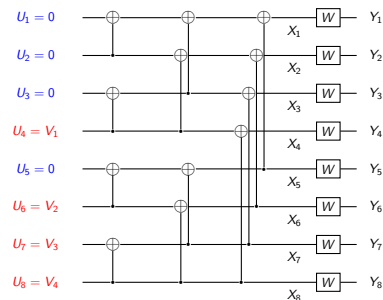 U₁ = 0 W Y₁
X₁
U₂ = 0 W Y₂
X₂
U₃ = 0 W Y₃
X₃
U₄ = V₁ W Y₄
X₄
U₅ = 0 W Y₅
X₅
U₆ = V₂ W Y₆
X₆
U₇ = V₃ W Y₇
X₇
U₈ = V₄ W Y₈
X₈